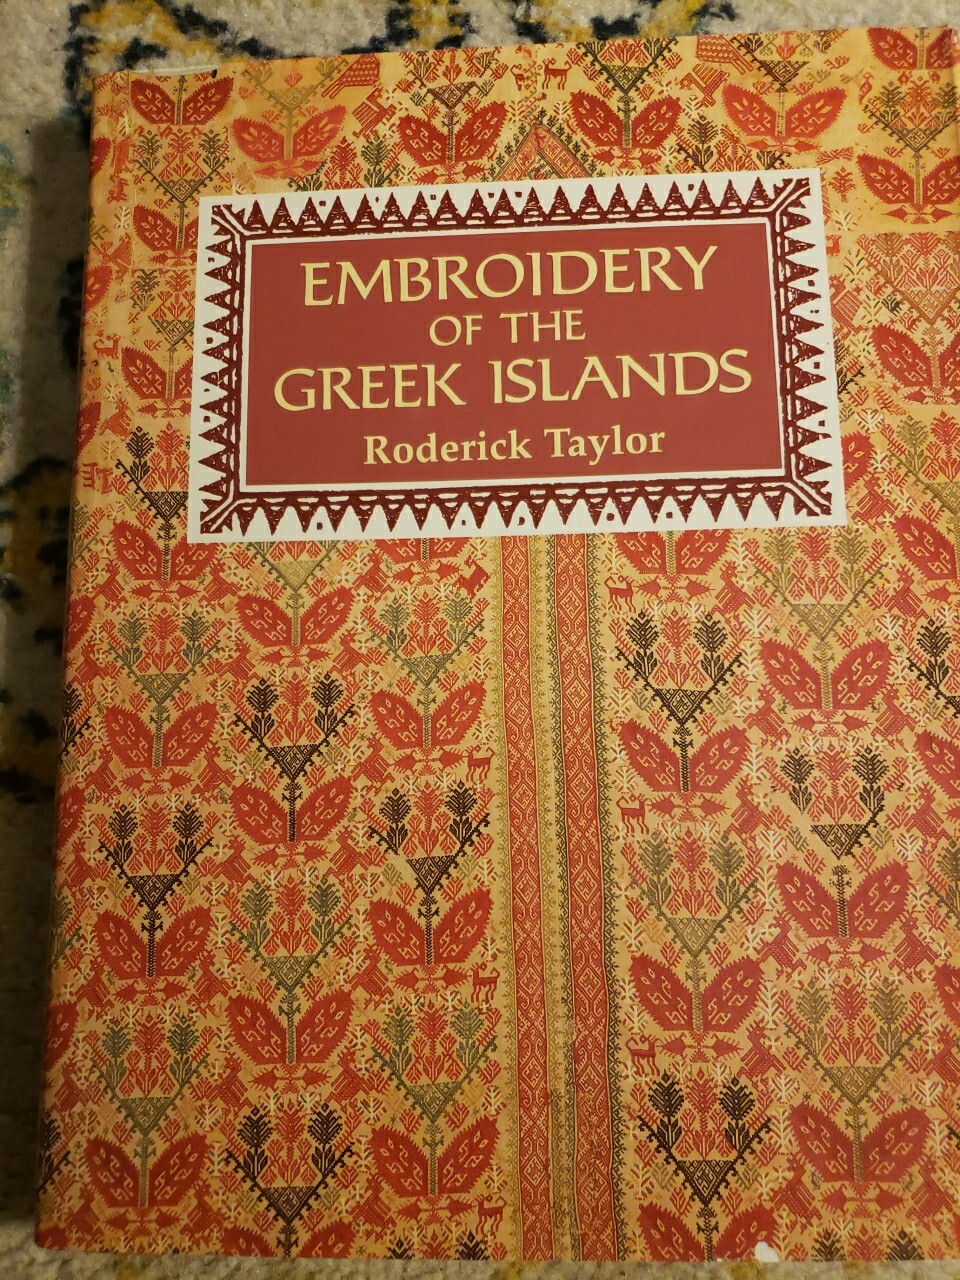 EMBROIDERY
OF THE
GREEK ISLANDS
Roderick Taylor